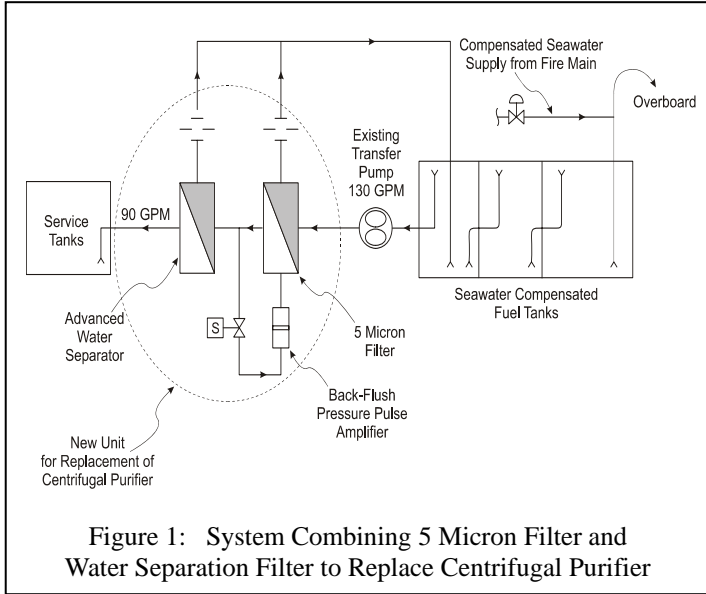 Compensated Seawater
Supply from Fire Main
Overboard
Existing
Transfer
Pump
130 GPM
Service
Tanks
90 GPM
Seawater Compensated
Fuel Tanks
Advanced
Water
Separator
S
5 Micron
Filter
Back-Flush
Pressure Pulse
Amplifier
New Unit
for Replacement of
Centrifugal Purifier
Figure 1: System Combining 5 Micron Filter and
Water Separation Filter to Replace Centrifugal Purifier